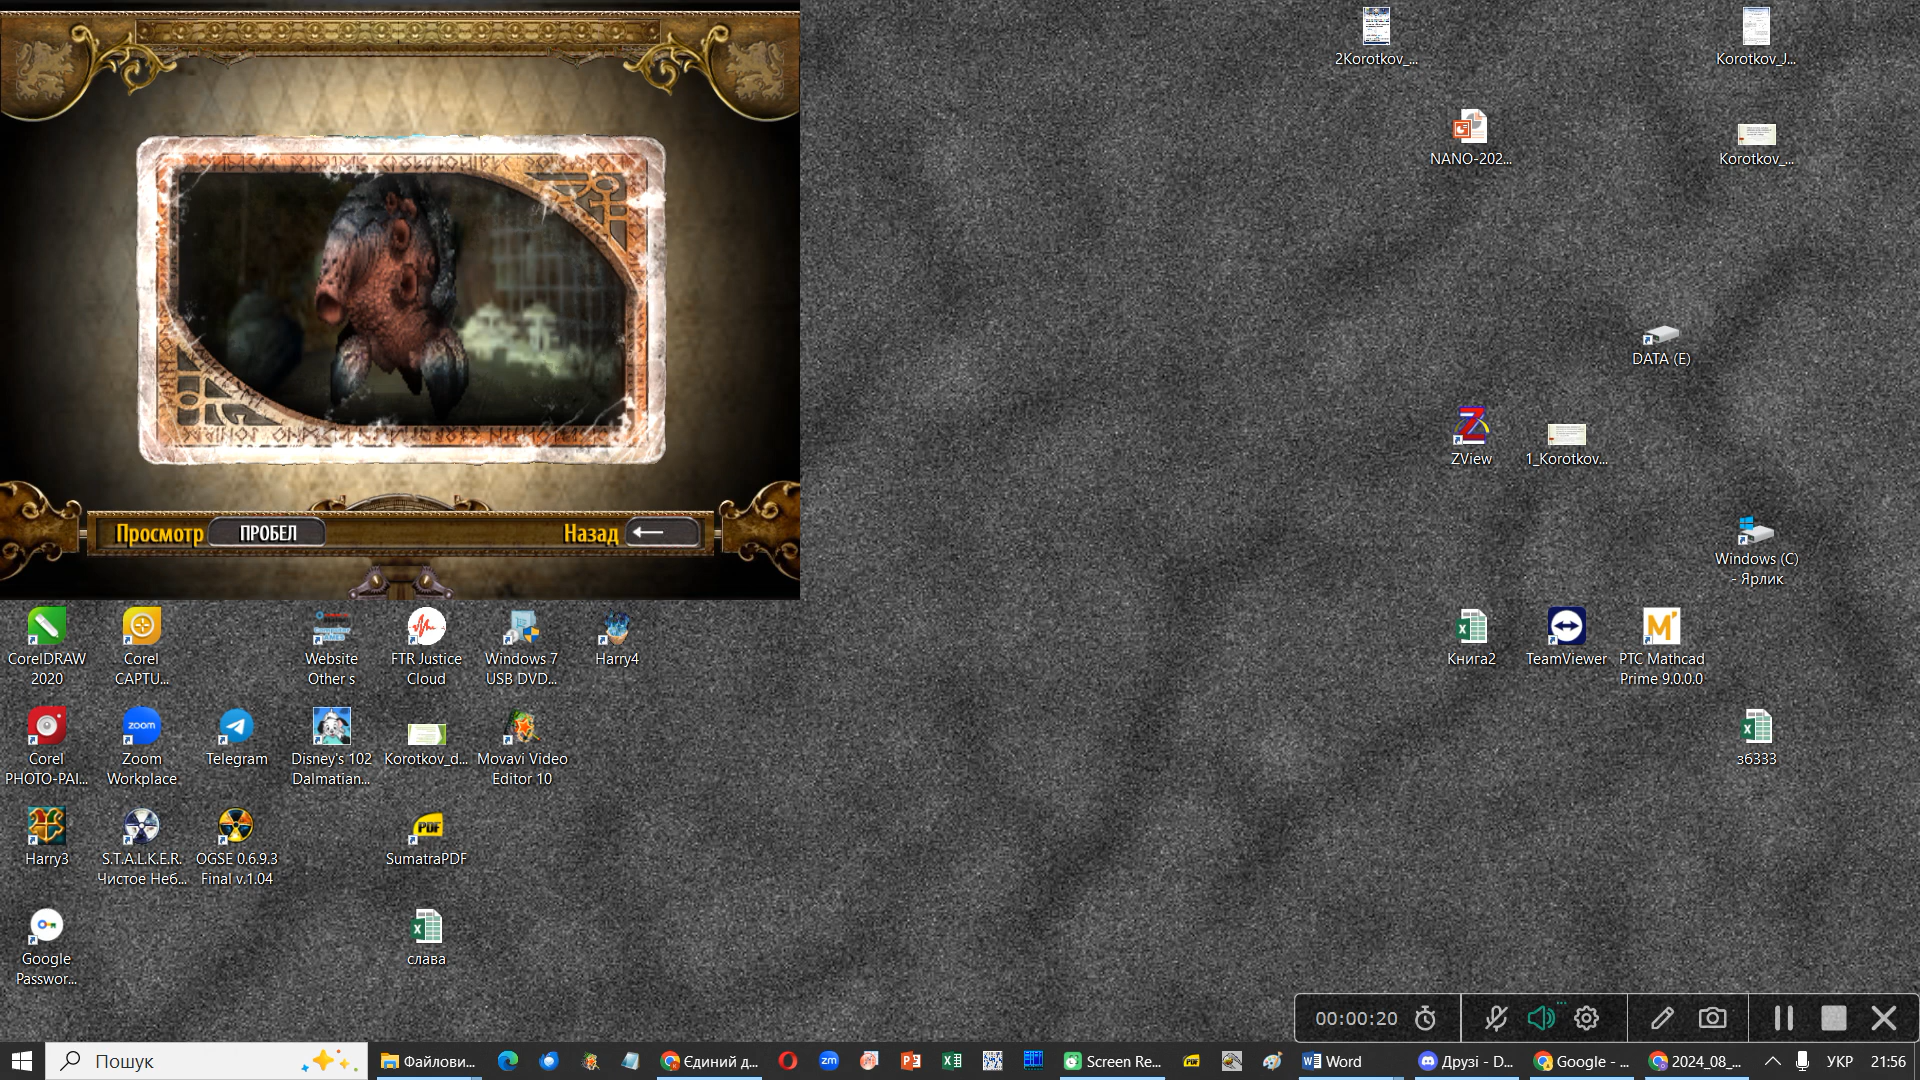 Просмотр ПРОБЕЛ Назад
2Korotkov_...
Korotkov_J...
NANO-202...
Korotkov_...
DATA (E)
ZView
1_Korotkov...
Windows (C)
- Ярлик
CorelDRAW
2020
Corel
CAPTU...
Website
Other s
FTR Justice
Cloud
Windows 7
USB DVD...
Harry4
Книга2
TeamViewer
PTC Mathcad
Prime 9.0.0.0
Corel
PHOTO-PAI...
zoom
Zoom
Workplace
Telegram
Disney's 102
Dalmatian...
Korotkov_d...
Movavi Video
Editor 10
з6333
Harry3
S.T.A.L.K.E.R.
Чистое Неб...
OGSE 0.6.9.3
Final v.1.04
PDF
SumatraPDF
Google
Passwor...
слава
00:00:20
Пошук
Файлови...
Єдиний д...
zm
Screen Re...
PDF
Word
Друзі - D...
Google - ...
2024_08_...
УКР
21:56